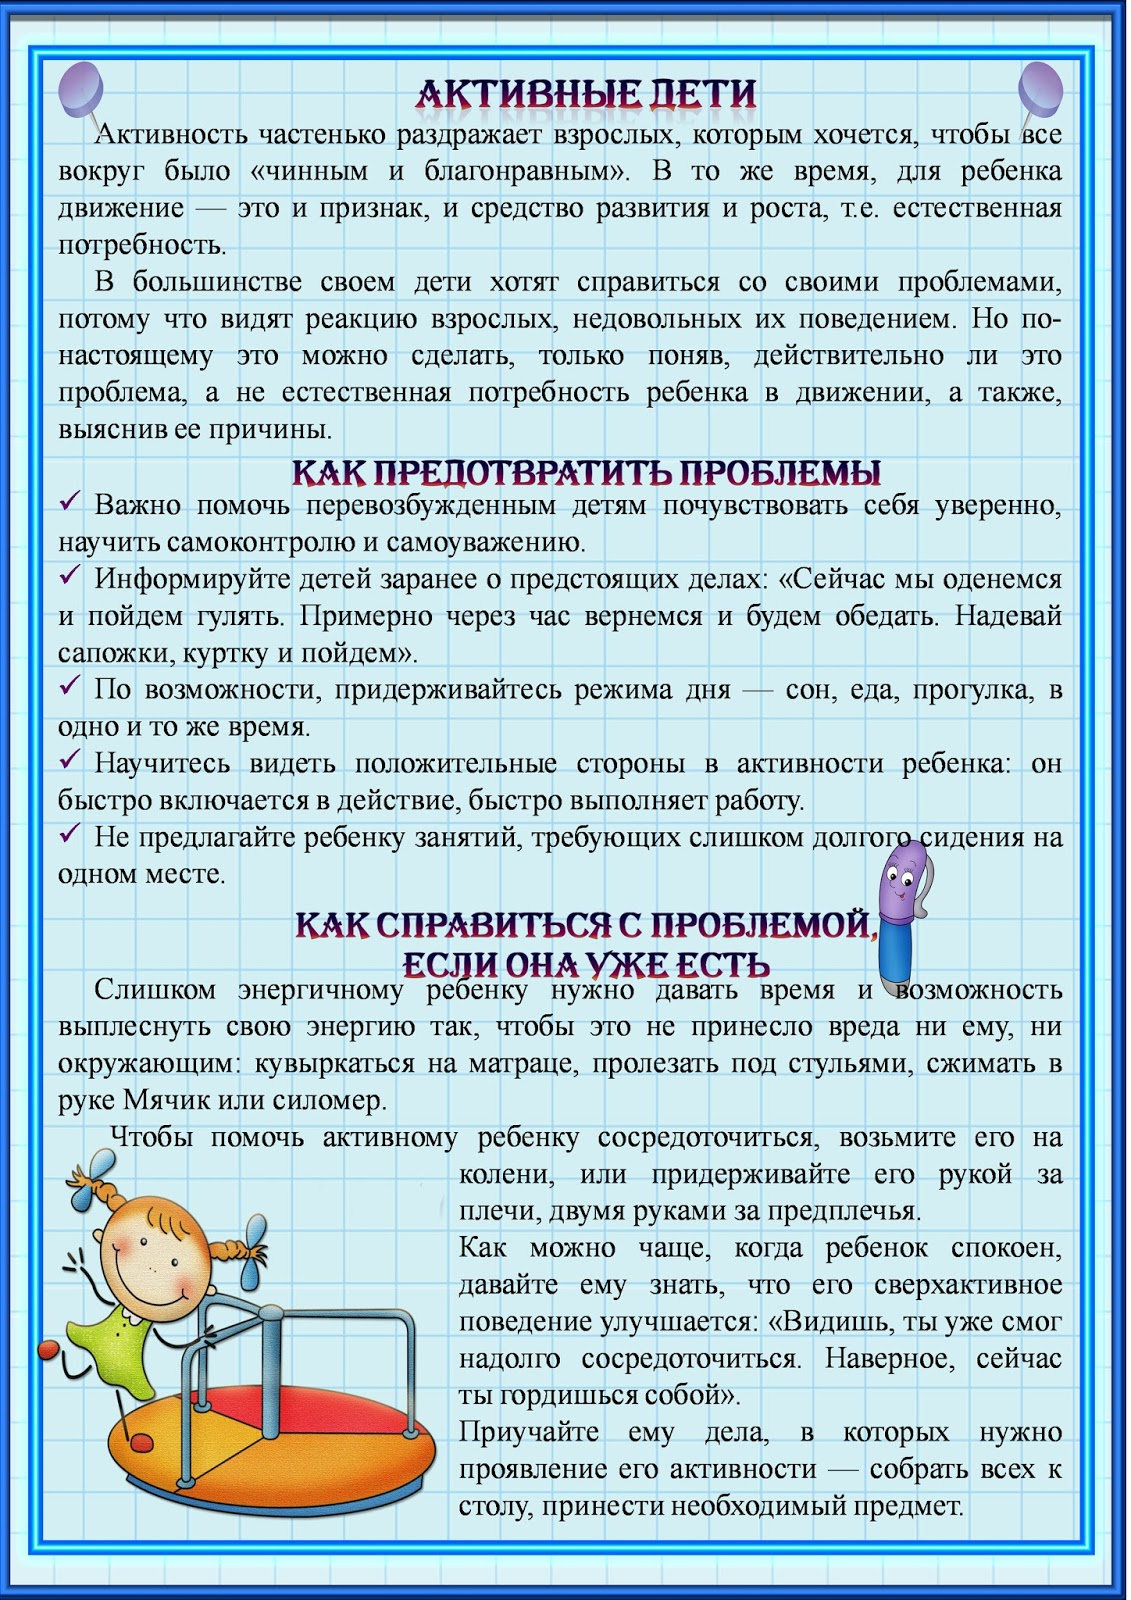 АКТИВНЫЕ ДЕТИ
Активность частенько раздражает взрослых, которым хочется, чтобы все
вокруг было «чинным и благонравным». В то же время, для ребенка
движение — это и признак, и средство развития и роста, т.е. естественная
потребность.
В большинстве своем дети хотят справиться со своими проблемами,
потому что видят реакцию взрослых, недовольных их поведением. Но по-
настоящему это можно сделать, только поняв, действительно ли это
проблема, а не естественная потребность ребенка в движении, а также,
выяснив ее причины.
КАК ПРЕДОТВРАТИТЬ ПРОБЛЕМЫ
✓ Важно помочь перевозбужденным детям почувствовать себя уверенно,
научить самоконтролю и самоуважению.
✓ Информируйте детей заранее о предстоящих делах: «Сейчас мы оденемся
и пойдем гулять. Примерно через час вернемся и будем обедать. Надевай
сапожки, куртку и пойдем».
✓ По возможности, придерживайтесь режима дня — сон, еда, прогулка, в
одно и то же время.
✓ Научитесь видеть положительные стороны в активности ребенка: он
быстро включается в действие, быстро выполняет работу.
✓ Не предлагайте ребенку занятий, требующих слишком долгого сидения на
одном месте.
КАК СПРАВИТЬСЯ С ПРОБЛЕМОЙ,
ЕСЛИ ОНА УЖЕ ЕСТЬ
Слишком энергичному ребенку нужно давать время и возможность
выплеснуть свою энергию так, чтобы это не принесло вреда ни ему, ни
окружающим: кувыркаться на матраце, пролезать под стульями, сжимать в
руке Мячик или силомер.
Чтобы помочь активному ребенку сосредоточиться, возьмите его на
колени, или придерживайте его рукой за
плечи, двумя руками за предплечья.
Как можно чаще, когда ребенок спокоен,
давайте ему знать, что его сверхактивное
поведение улучшается: «Видишь, ты уже смог
надолго сосредоточиться. Наверное, сейчас
ты гордишься собой».
Приучайте ему дела, в которых нужно
проявление его активности — собрать всех к
столу, принести необходимый предмет.